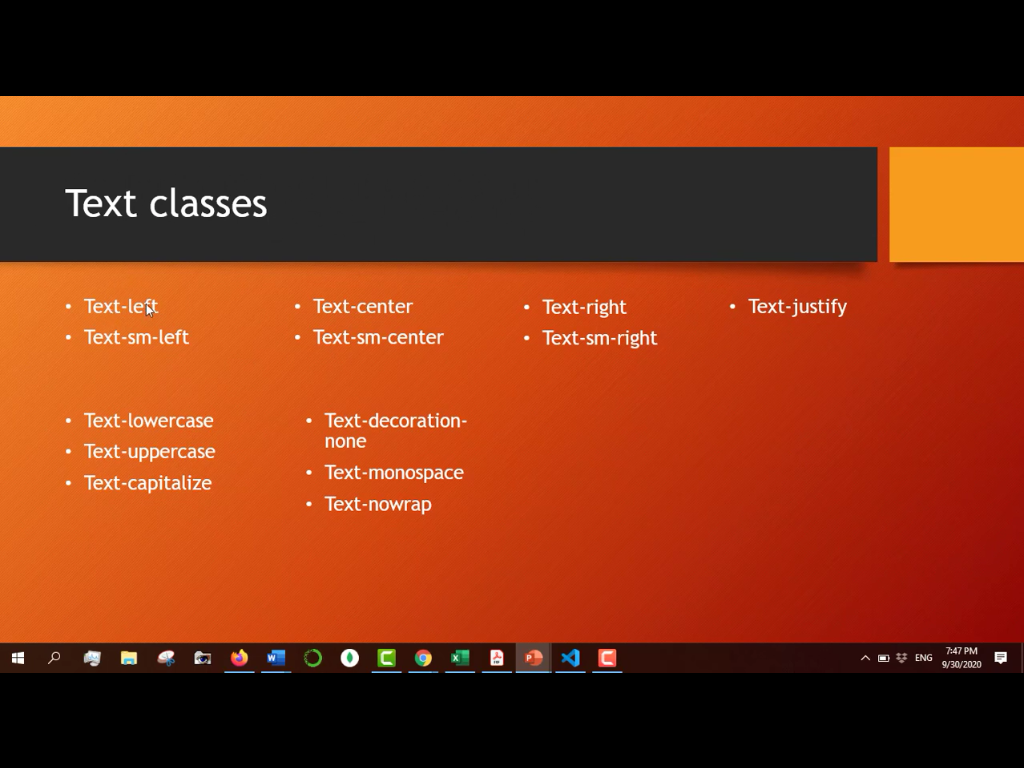 Text classes
• Text-left
• Text-sm-left
• Text-center
• Text-sm-center
• Text-right
• Text-sm-right
• Text-justify
• Text-lowercase
• Text-uppercase
• Text-capitalize
• Text-decoration-
none
• Text-monospace
• Text-nowrap
ENG
7:47 PM
9/30/2020